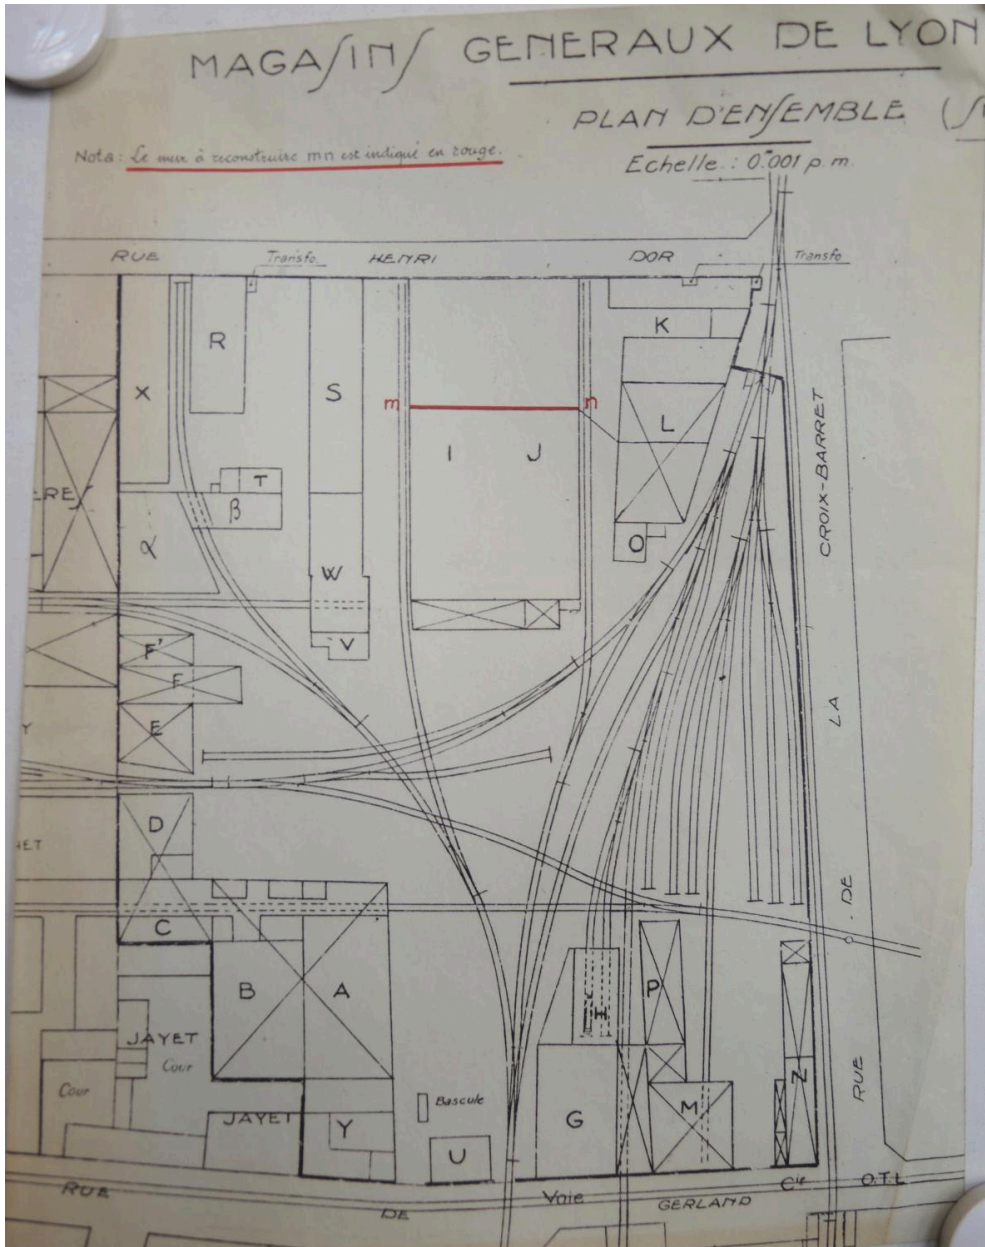 MAGASINS GENERAUX DE LYON
PLAN D'ENSEMBLE
Nota : Le mur à reconstruire mn est indiqué en rouge.
Echelle : 0.001 p.m.
RUE HENRI DOR
Transfo
Transfo
R
X
S
m
n
K
L
I
J
T
β
α
O
W
V
F'
F
E
D
C
B
A
P
H
G
M
N
JAYET
Cour
Cour
JAYET
Y
Bascule
U
RUE DE LA CROIX-BARRET
RUE DE GERLAND
Voie
Cie O.T.L